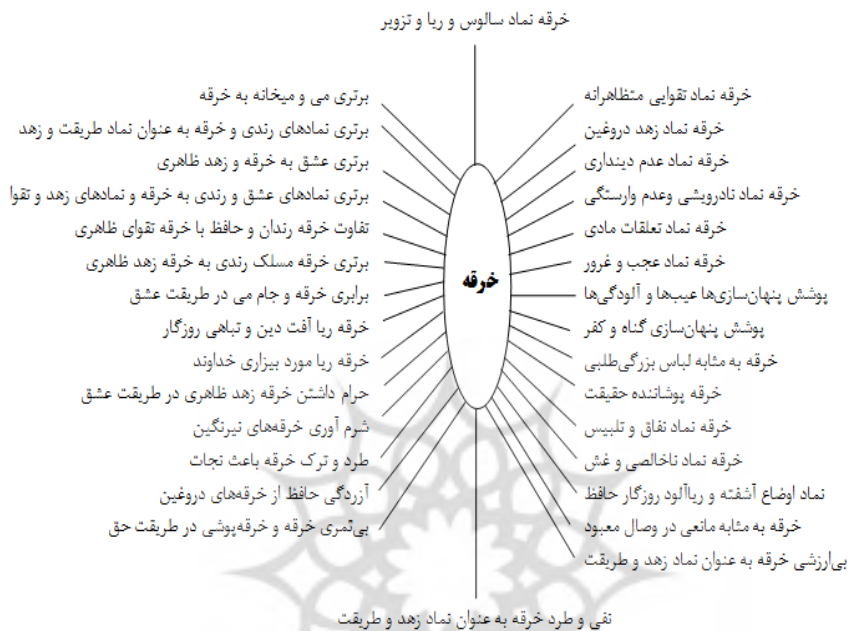 خرقه نماد سالوس و ریا و تزویر
خرقه نماد تقوایی متظاهرانه
خرقه نماد زهد دروغین
خرقه نماد عدم دینداری
خرقه نماد نادرویشی وعدم وارستگی
خرقه نماد تعلقات مادی
خرقه نماد عجب و غرور
پوشش پنهان‌سازی‌ها عیب‌ها و آلودگی‌ها
پوشش پنهان‌سازی گناه و کفر
خرقه به مثابه لباس بزرگی‌طلبی
خرقه پوشاننده حقیقت
خرقه نماد نفاق و تلبیس
خرقه نماد ناخالصی و غش
نماد اوضاع آشفته و ریاآلود روزگار حافظ
خرقه به مثابه مانعی در وصال معبود
بی‌ارزشی خرقه به عنوان نماد زهد و طریقت
خرقه
برتری می و میخانه به خرقه
برتری نمادهای رندی و خرقه به عنوان نماد طریقت و زهد
برتری عشق به خرقه و زهد ظاهری
برتری نمادهای عشق و رندی به خرقه و نمادهای زهد و تقوا
تفاوت خرقه رندان و حافظ با خرقه تقوای ظاهری
برتری خرقه مسلک رندی به خرقه زهد ظاهری
برابری خرقه و جام می در طریقت عشق
خرقه ریا آفت دین و تباهی روزگار
خرقه ریا مورد بیزاری خداوند
حرام داشتن خرقه زهد ظاهری در طریقت عشق
شرم آوری خرقه‌های نیرنگین
طرد و ترک خرقه باعث نجات
آزردگی حافظ از خرقه‌های دروغین
بی‌ثمری خرقه و خرقه‌پوشی در طریقت حق
نفی و طرد خرقه به عنوان نماد زهد و طریقت